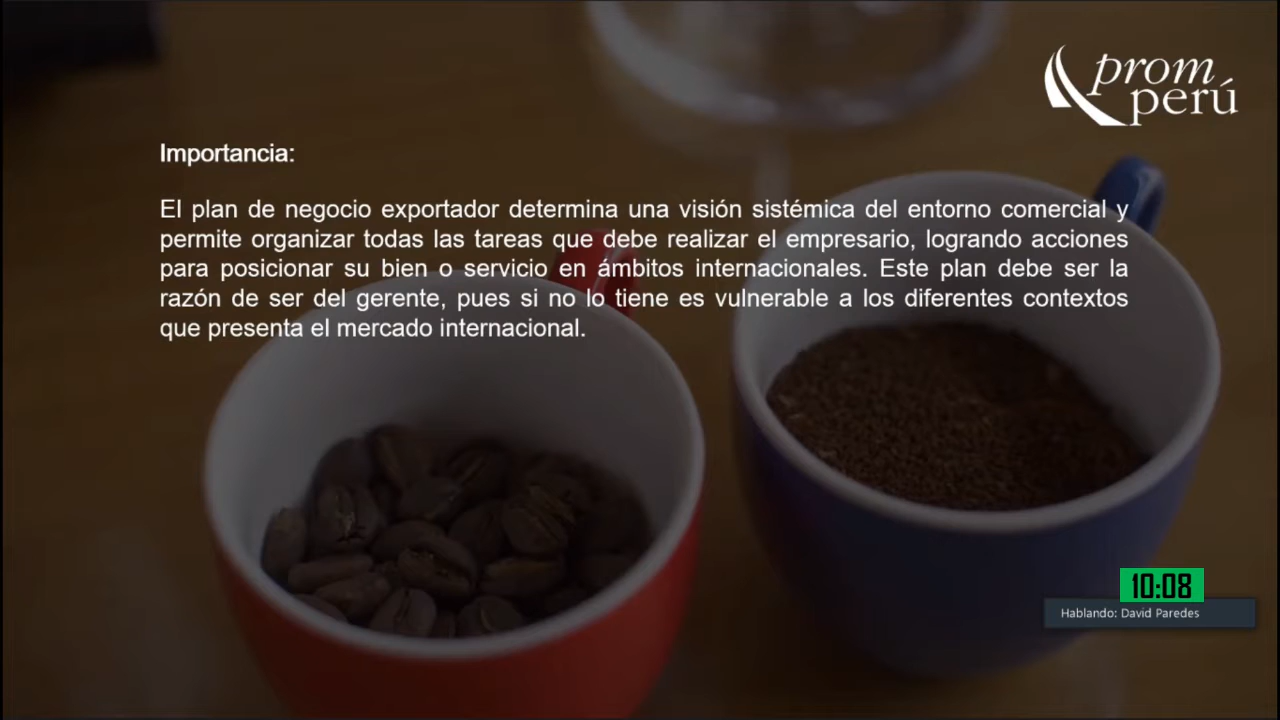 prom
perú
Importancia:
El plan de negocio exportador determina una visión sistémica del entorno comercial y
permite organizar todas las tareas que debe realizar el empresario, logrando acciones
para posicionar su bien o servicio en ámbitos internacionales. Este plan debe ser la
razón de ser del gerente, pues si no lo tiene es vulnerable a los diferentes contextos
que presenta el mercado internacional.
10:08
Hablando: David Paredes